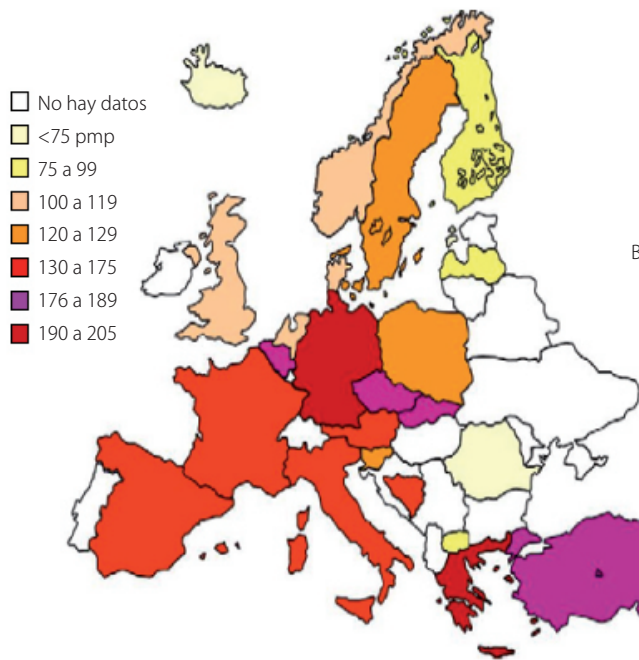 No hay datos
<75 pmp
75 a 99
100 a 119
120 a 129
130 a 175
176 a 189
190 a 205
B